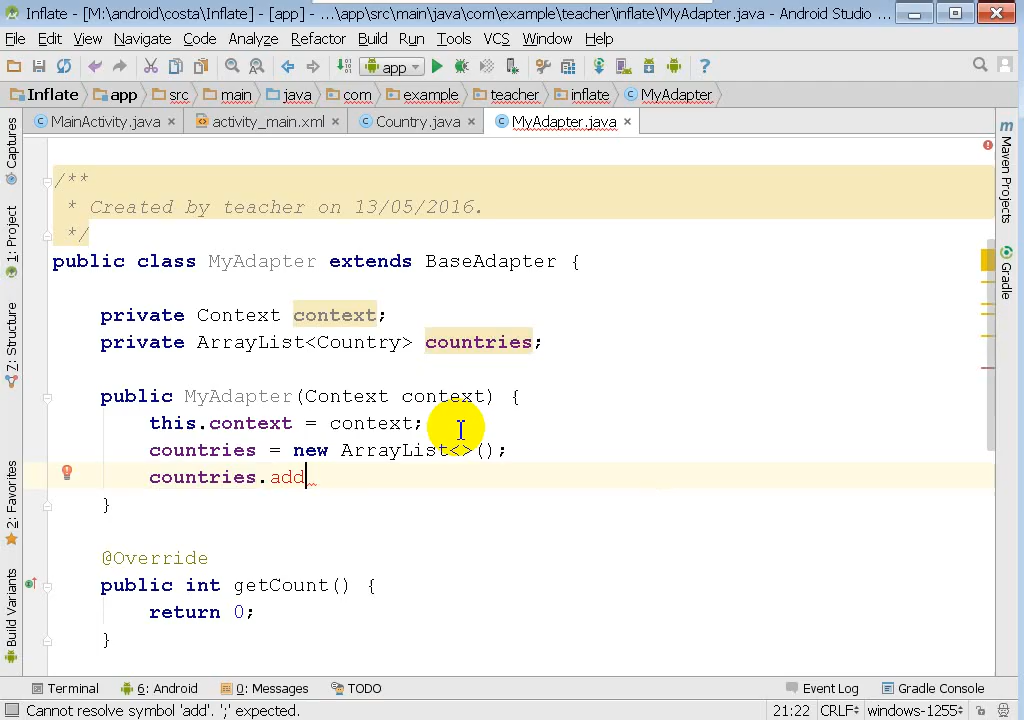 Inflate - [M:\android\costa\Inflate] - [app] - ...\app\src\main\java\com\example\teacher\inflate\MyAdapter.java - Android Studio ...
File Edit View Navigate Code Analyze Refactor Build Run Tools VCS Window Help
app
Inflate app src main java com example teacher inflate MyAdapter
MainActivity.java activity_main.xml Country.java MyAdapter.java
Captures
1: Project
7: Structure
2: Favorites
Build Variants
/**
* Created by teacher on 13/05/2016.
*/
public class MyAdapter extends BaseAdapter {
private Context context;
private ArrayList<Country> countries;
public MyAdapter(Context context) {
this.context = context;
countries = new ArrayList<>();
countries.add
}
@Override
public int getCount() {
return 0;
}
Maven Projects
Gradle
Terminal 6: Android 0: Messages TODO Event Log Gradle Console
Cannot resolve symbol 'add'. ';' expected. 21:22 CRLF windows-1255